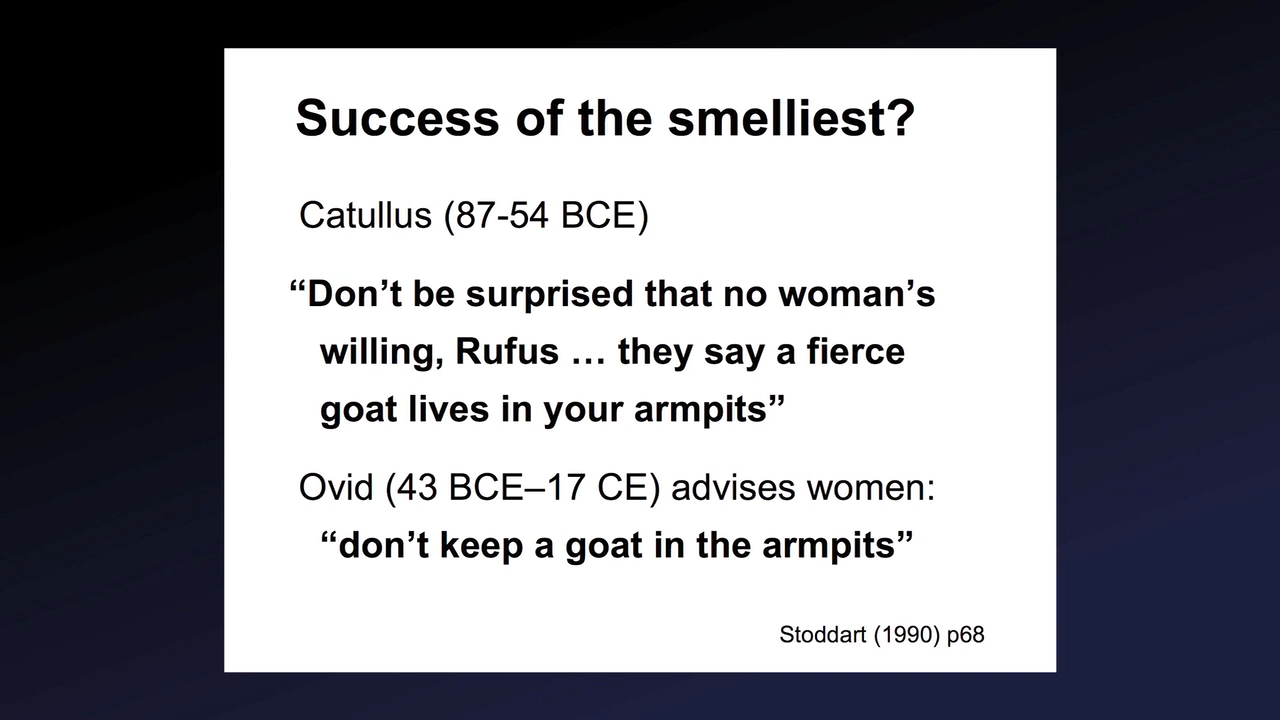 Success of the smelliest?
Catullus (87-54 BCE)
“Don’t be surprised that no woman’s
willing, Rufus … they say a fierce
goat lives in your armpits”
Ovid (43 BCE–17 CE) advises women:
“don’t keep a goat in the armpits”
Stoddart (1990) p68